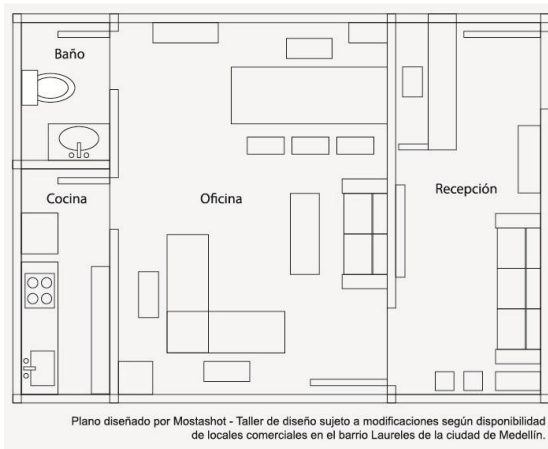 Baño
Cocina
Oficina
Recepción
Plano diseñado por Mostashot - Taller de diseño sujeto a modificaciones según disponibilidad
de locales comerciales en el barrio Laureles de la ciudad de Medellín.